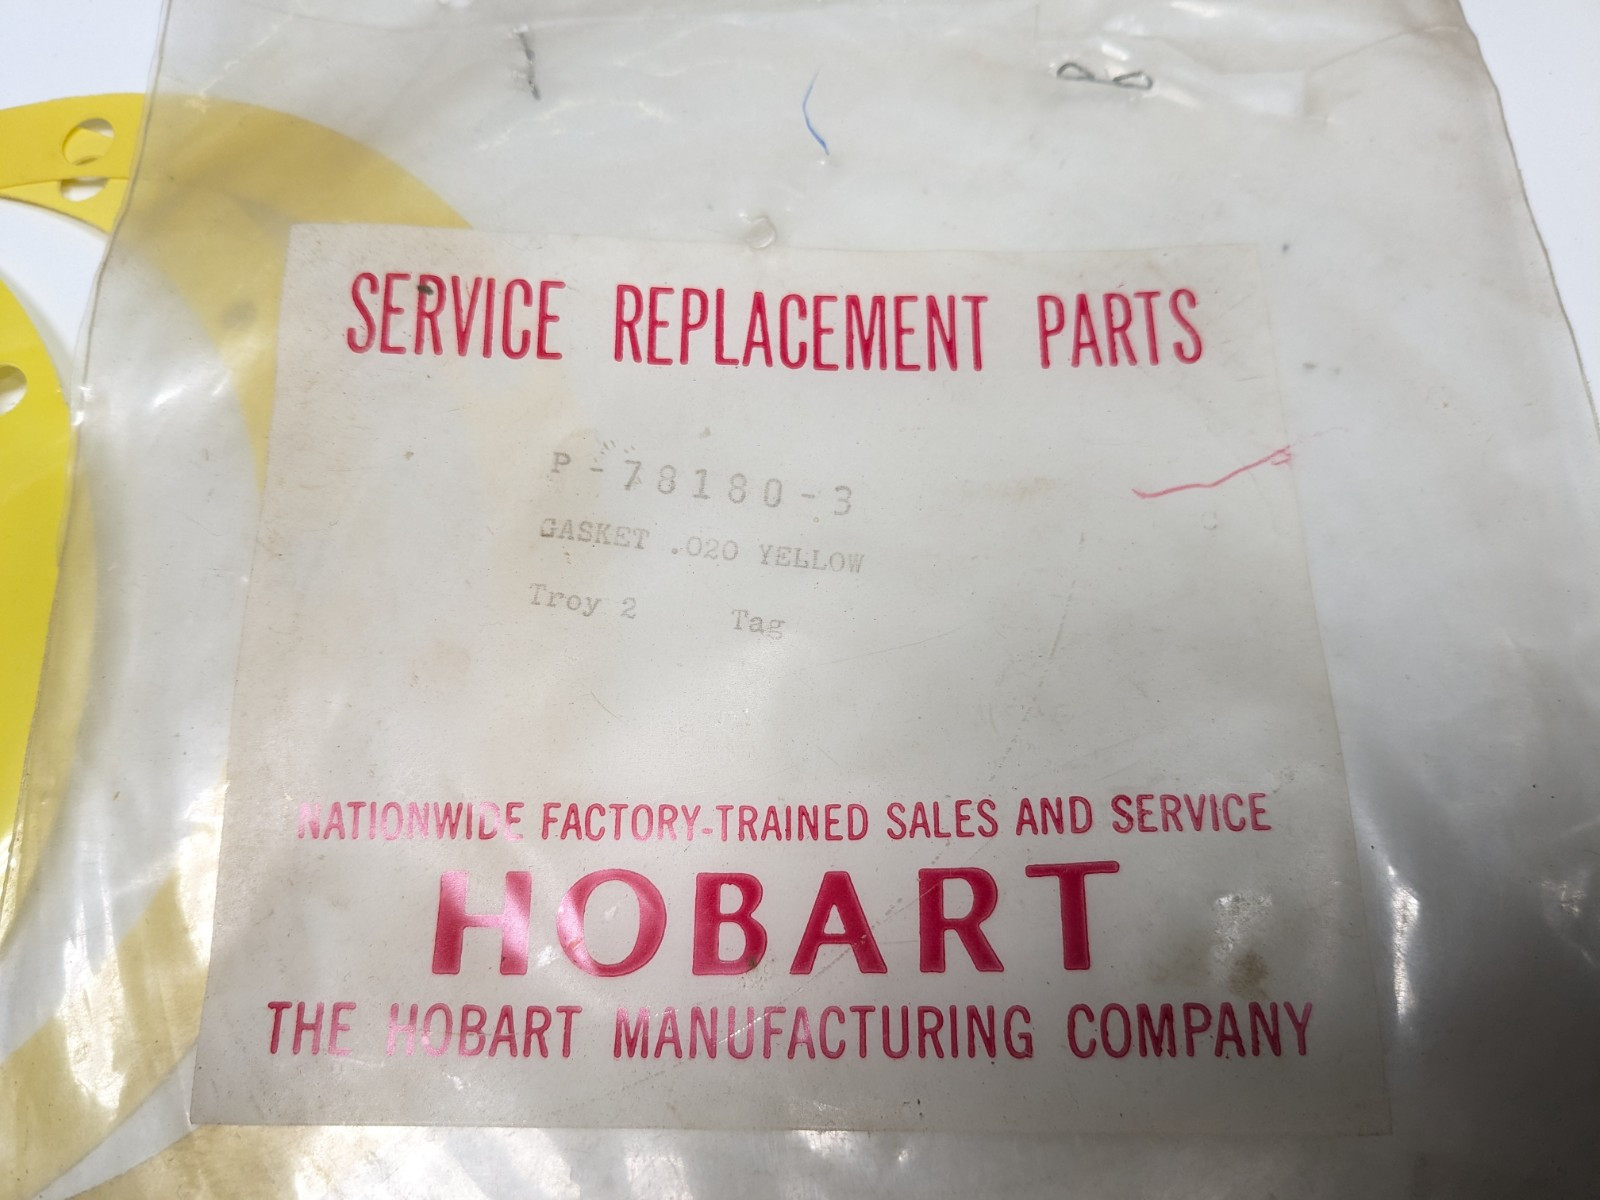 SERVICE REPLACEMENT PARTS
P-78180-3
GASKET .020 YELLOW
Troy 2 Tag
NATIONWIDE FACTORY-TRAINED SALES AND SERVICE
HOBART
THE HOBART MANUFACTURING COMPANY